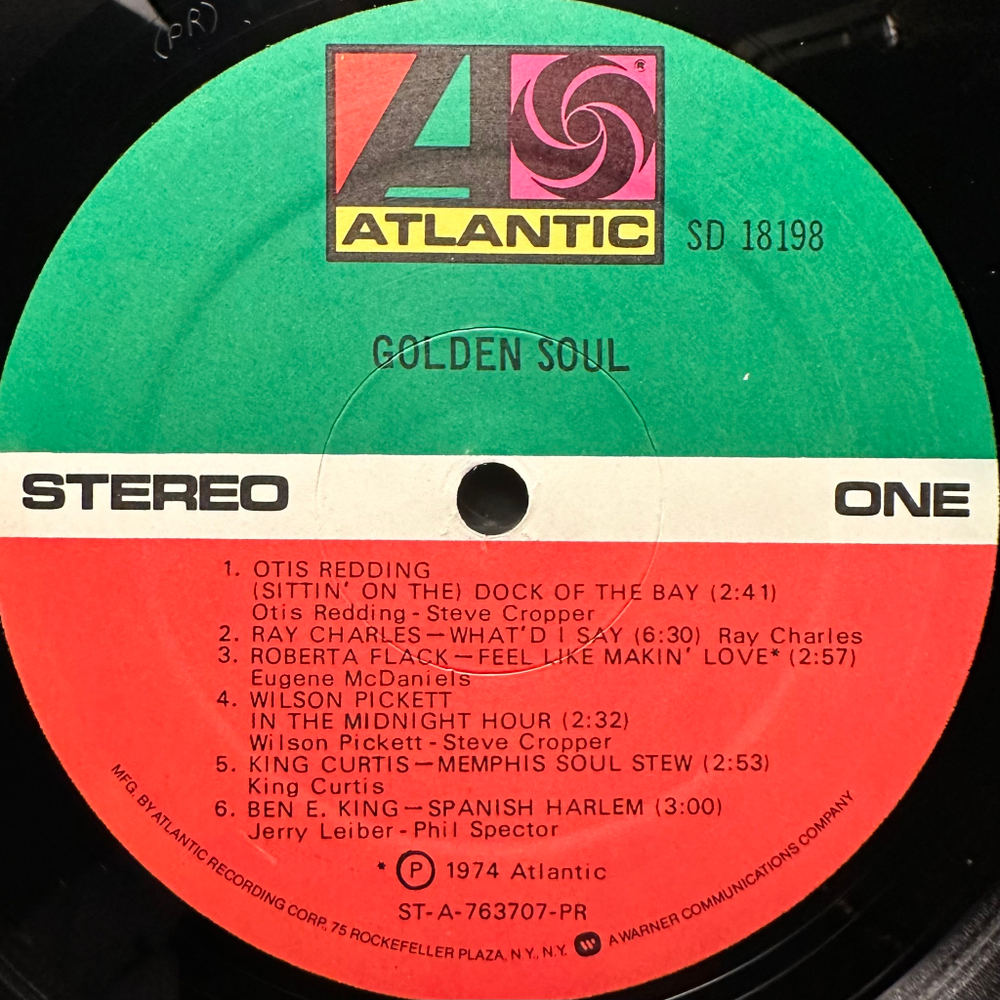 (PR)
®
ATLANTIC
SD 18198
GOLDEN SOUL
STEREO
ONE
1. OTIS REDDING
(SITTIN' ON THE) DOCK OF THE BAY (2:41)
Otis Redding - Steve Cropper
2. RAY CHARLES—WHAT'D I SAY (6:30) Ray Charles
3. ROBERTA FLACK—FEEL LIKE MAKIN' LOVE* (2:57)
Eugene McDaniels
4. WILSON PICKETT
IN THE MIDNIGHT HOUR (2:32)
Wilson Pickett - Steve Cropper
5. KING CURTIS—MEMPHIS SOUL STEW (2:53)
King Curtis
6. BEN E. KING—SPANISH HARLEM (3:00)
Jerry Leiber - Phil Spector
* Ⓟ 1974 Atlantic
ST-A-763707-PR
MFG. BY ATLANTIC RECORDING CORP., 75 ROCKEFELLER PLAZA, N.Y., N.Y. W A WARNER COMMUNICATIONS COMPANY